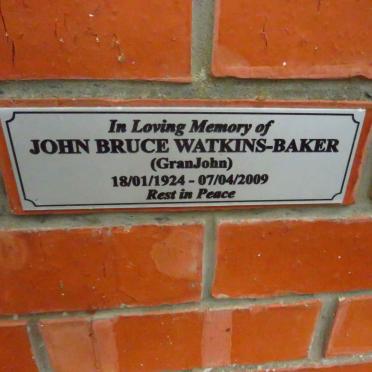 In Loving Memory of
JOHN BRUCE WATKINS-BAKER
(GranJohn)
18/01/1924 - 07/04/2009
Rest in Peace